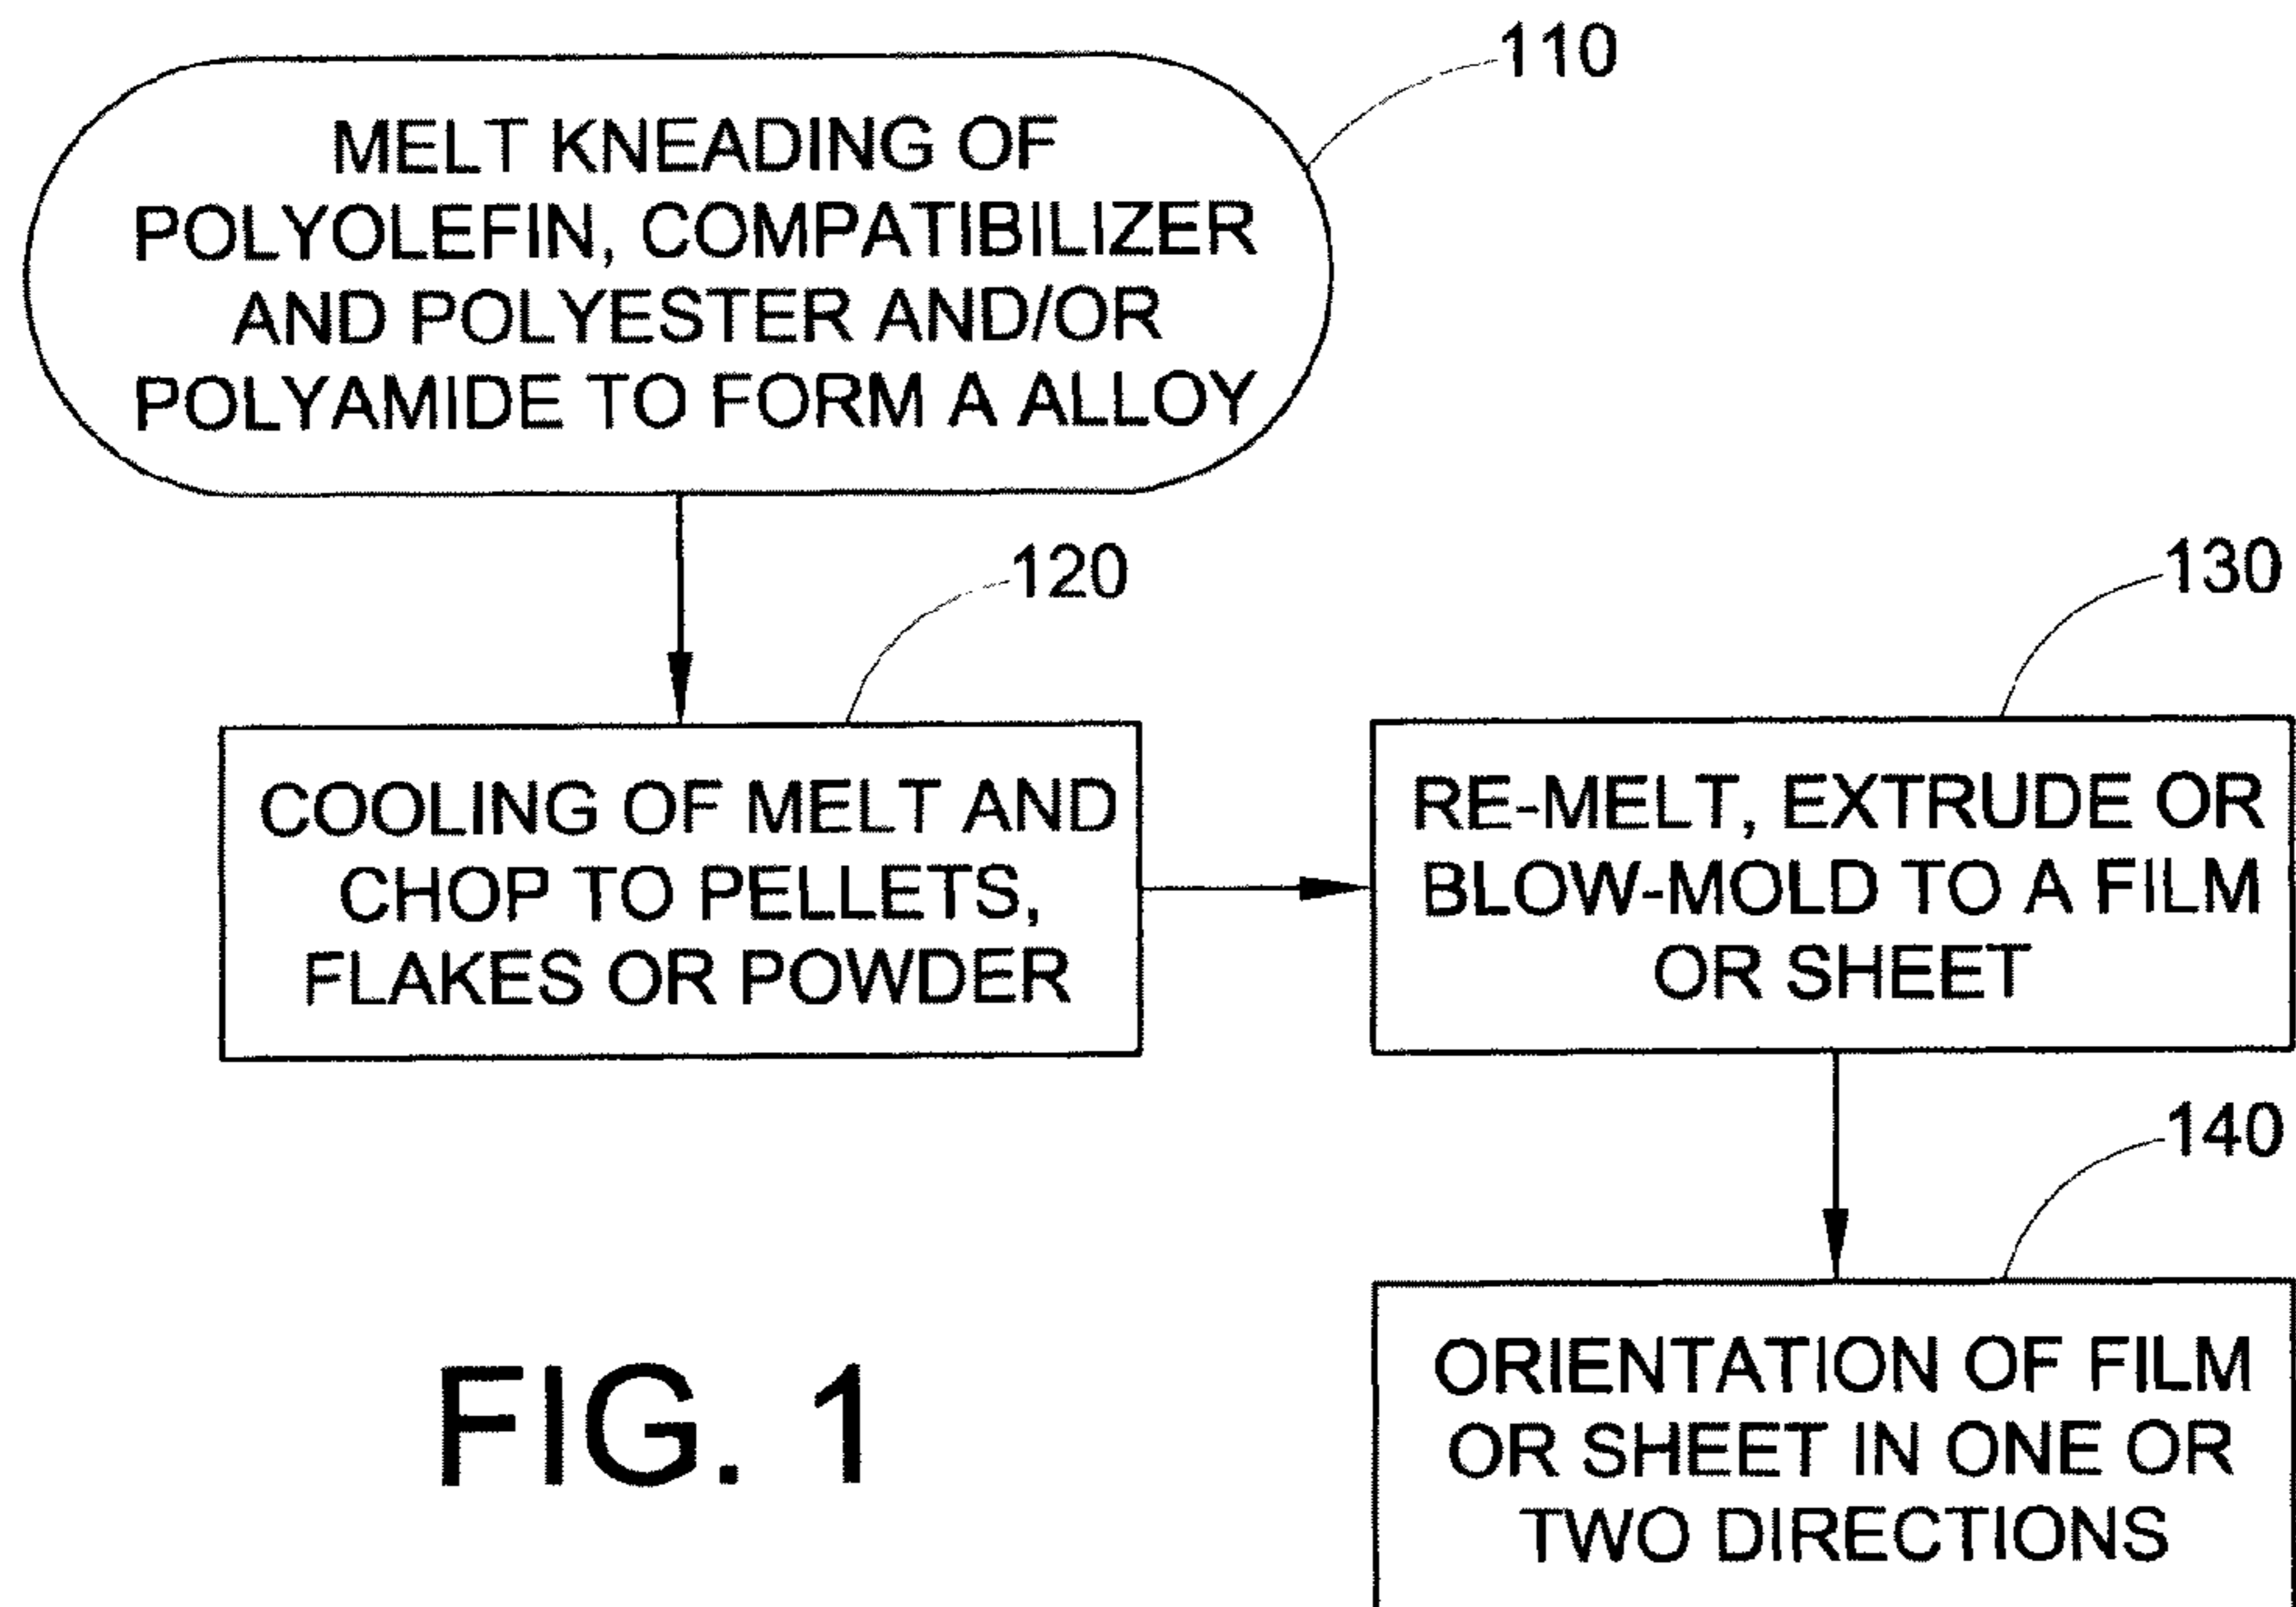 110
MELT KNEADING OF
POLYOLEFIN, COMPATIBILIZER
AND POLYESTER AND/OR
POLYAMIDE TO FORM A ALLOY
120
COOLING OF MELT AND
CHOP TO PELLETS,
FLAKES OR POWDER
130
RE-MELT, EXTRUDE OR
BLOW-MOLD TO A FILM
OR SHEET
140
ORIENTATION OF FILM
OR SHEET IN ONE OR
TWO DIRECTIONS
FIG. 1